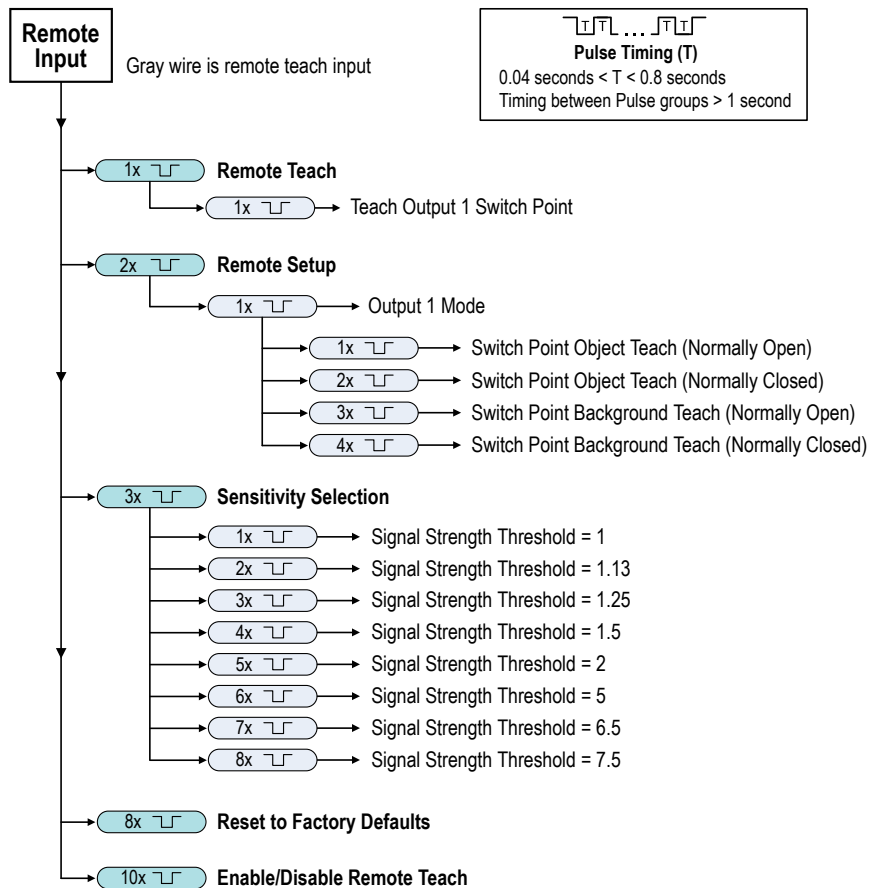 Remote
Input
Gray wire is remote teach input
T T ... T T
Pulse Timing (T)
0.04 seconds < T < 0.8 seconds
Timing between Pulse groups > 1 second
1x Remote Teach
1x Teach Output 1 Switch Point
2x Remote Setup
1x Output 1 Mode
1x Switch Point Object Teach (Normally Open)
2x Switch Point Object Teach (Normally Closed)
3x Switch Point Background Teach (Normally Open)
4x Switch Point Background Teach (Normally Closed)
3x Sensitivity Selection
1x Signal Strength Threshold = 1
2x Signal Strength Threshold = 1.13
3x Signal Strength Threshold = 1.25
4x Signal Strength Threshold = 1.5
5x Signal Strength Threshold = 2
6x Signal Strength Threshold = 5
7x Signal Strength Threshold = 6.5
8x Signal Strength Threshold = 7.5
8x Reset to Factory Defaults
10x Enable/Disable Remote Teach